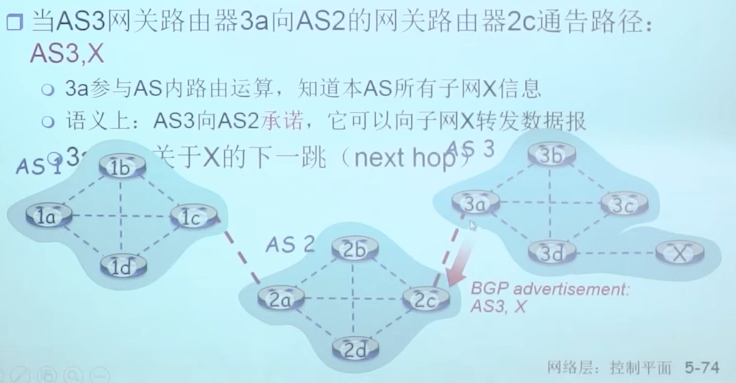 当AS3网关路由器3a向AS2的网关路由器2c通告路径：
AS3,X
3a参与AS内路由运算，知道本AS所有子网X信息
语义上：AS3向AS2承诺，它可以向子网X转发数据报
3 关于X的下一跳（next hop）
AS 1
AS 3
1b
3b
1a
1c
3a
3c
1d
AS 2
2b
3d
X
2a
2c
BGP advertisement:
AS3, X
2d
网络层：控制平面 5-74